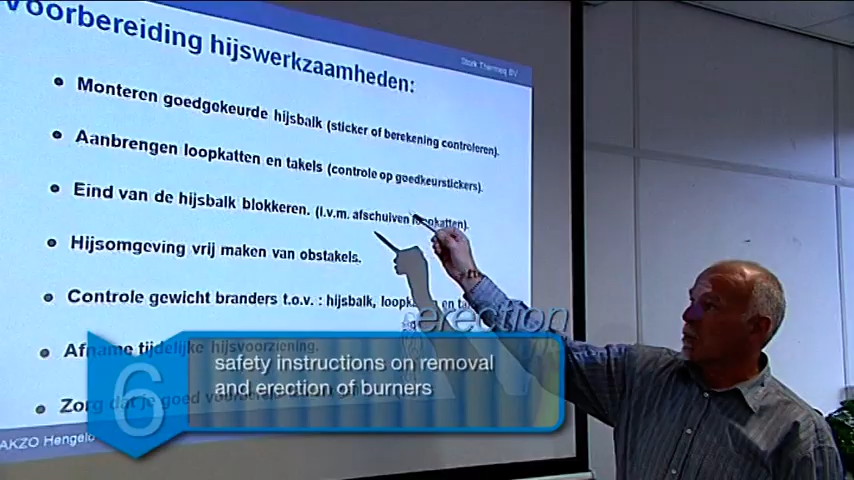 Voorbereiding hijswerkzaamheden:
Stork Thermeq BV
• Monteren goedgekeurde hijsbalk (sticker of berekening controleren).
• Aanbrengen loopkatten en takels (controle op goedkeurstickers).
• Eind van de hijsbalk blokkeren. (i.v.m. afschuiven loopkatten).
• Hijsomgeving vrij maken van obstakels.
• Controle gewicht branders t.o.v. : hijsbalk, en
erection
• Afname tijdelijke hijsvoorziening.
6
safety instructions on removal
and erection of burners
• Zorg dat je goed
AKZO Hengelo